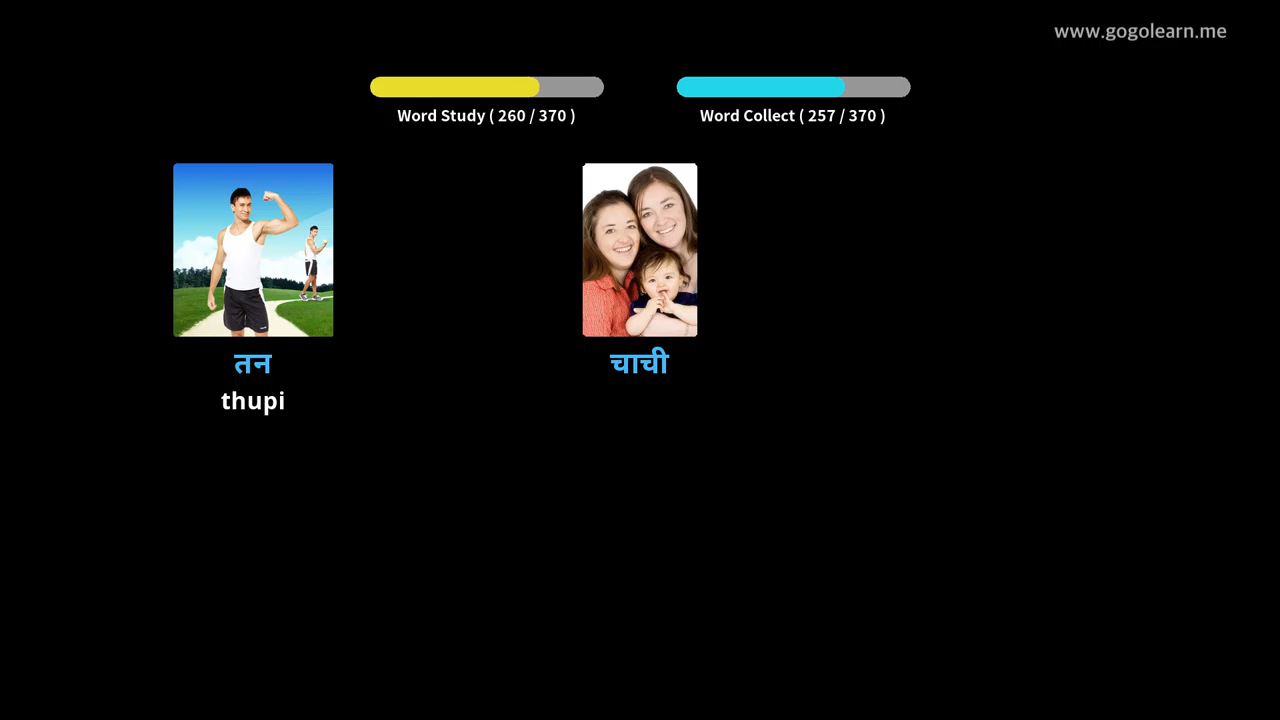 www.gogolearn.me
Word Study ( 260 / 370 )
Word Collect ( 257 / 370 )
तन
thupi
चाची